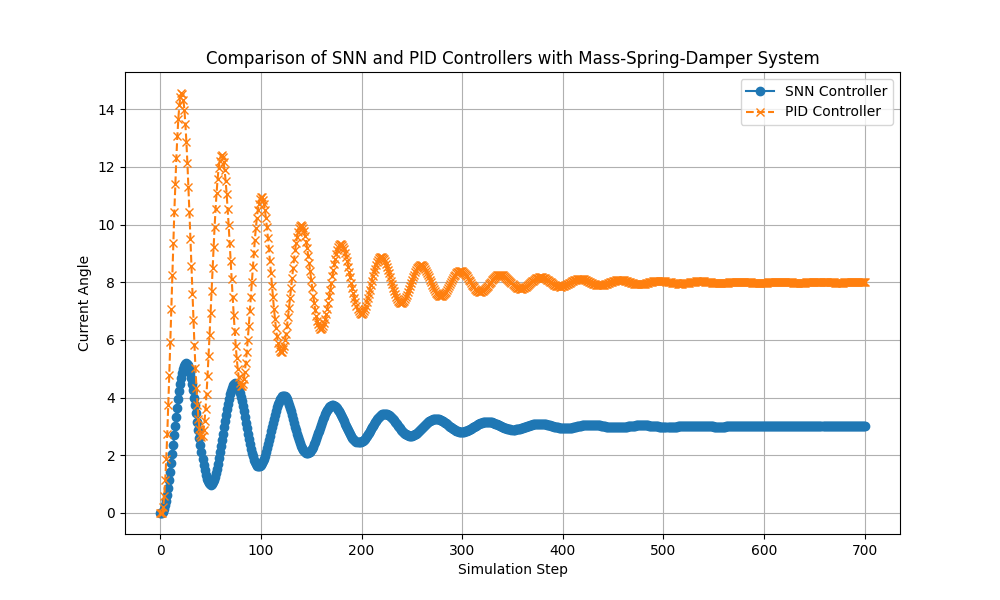 Comparison of SNN and PID Controllers with Mass-Spring-Damper System
SNN Controller
PID Controller
Current Angle
14
12
10
8
6
4
2
0
0 100 200 300 400 500 600 700
Simulation Step